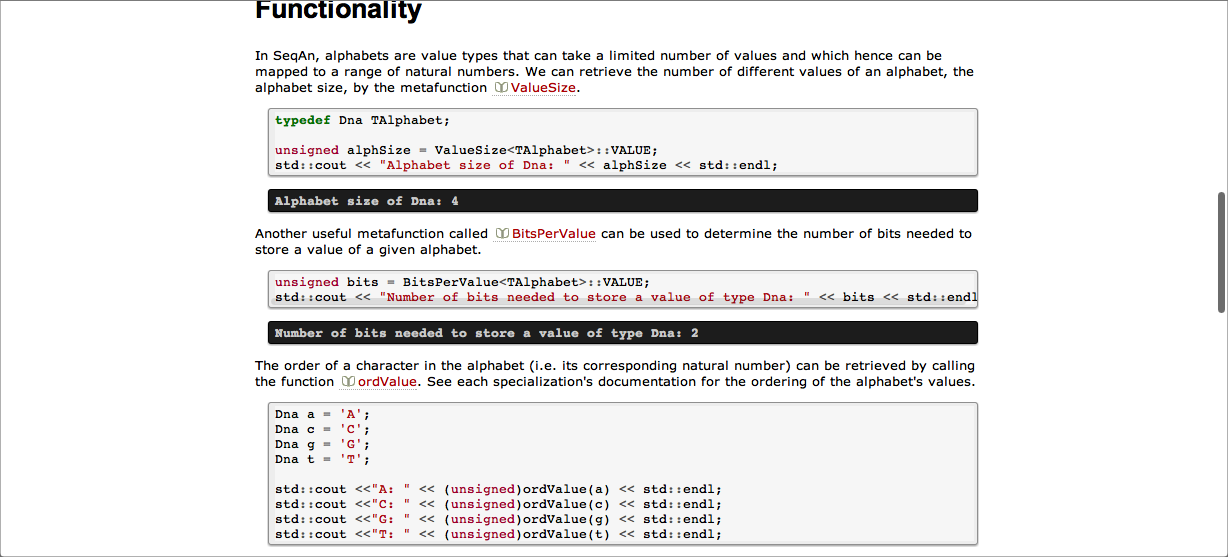 Functionality
In SeqAn, alphabets are value types that can take a limited number of values and which hence can be
mapped to a range of natural numbers. We can retrieve the number of different values of an alphabet, the
alphabet size, by the metafunction ValueSize.
typedef Dna TAlphabet;
unsigned alphSize = ValueSize<TAlphabet>::VALUE;
std::cout << "Alphabet size of Dna: " << alphSize << std::endl;
Alphabet size of Dna: 4
Another useful metafunction called BitsPerValue can be used to determine the number of bits needed to
store a value of a given alphabet.
unsigned bits = BitsPerValue<TAlphabet>::VALUE;
std::cout << "Number of bits needed to store a value of type Dna: " << bits << std::endl
Number of bits needed to store a value of type Dna: 2
The order of a character in the alphabet (i.e. its corresponding natural number) can be retrieved by calling
the function ordValue. See each specialization's documentation for the ordering of the alphabet's values.
Dna a = 'A';
Dna c = 'C';
Dna g = 'G';
Dna t = 'T';
std::cout <<"A: " << (unsigned)ordValue(a) << std::endl;
std::cout <<"C: " << (unsigned)ordValue(c) << std::endl;
std::cout <<"G: " << (unsigned)ordValue(g) << std::endl;
std::cout <<"T: " << (unsigned)ordValue(t) << std::endl;